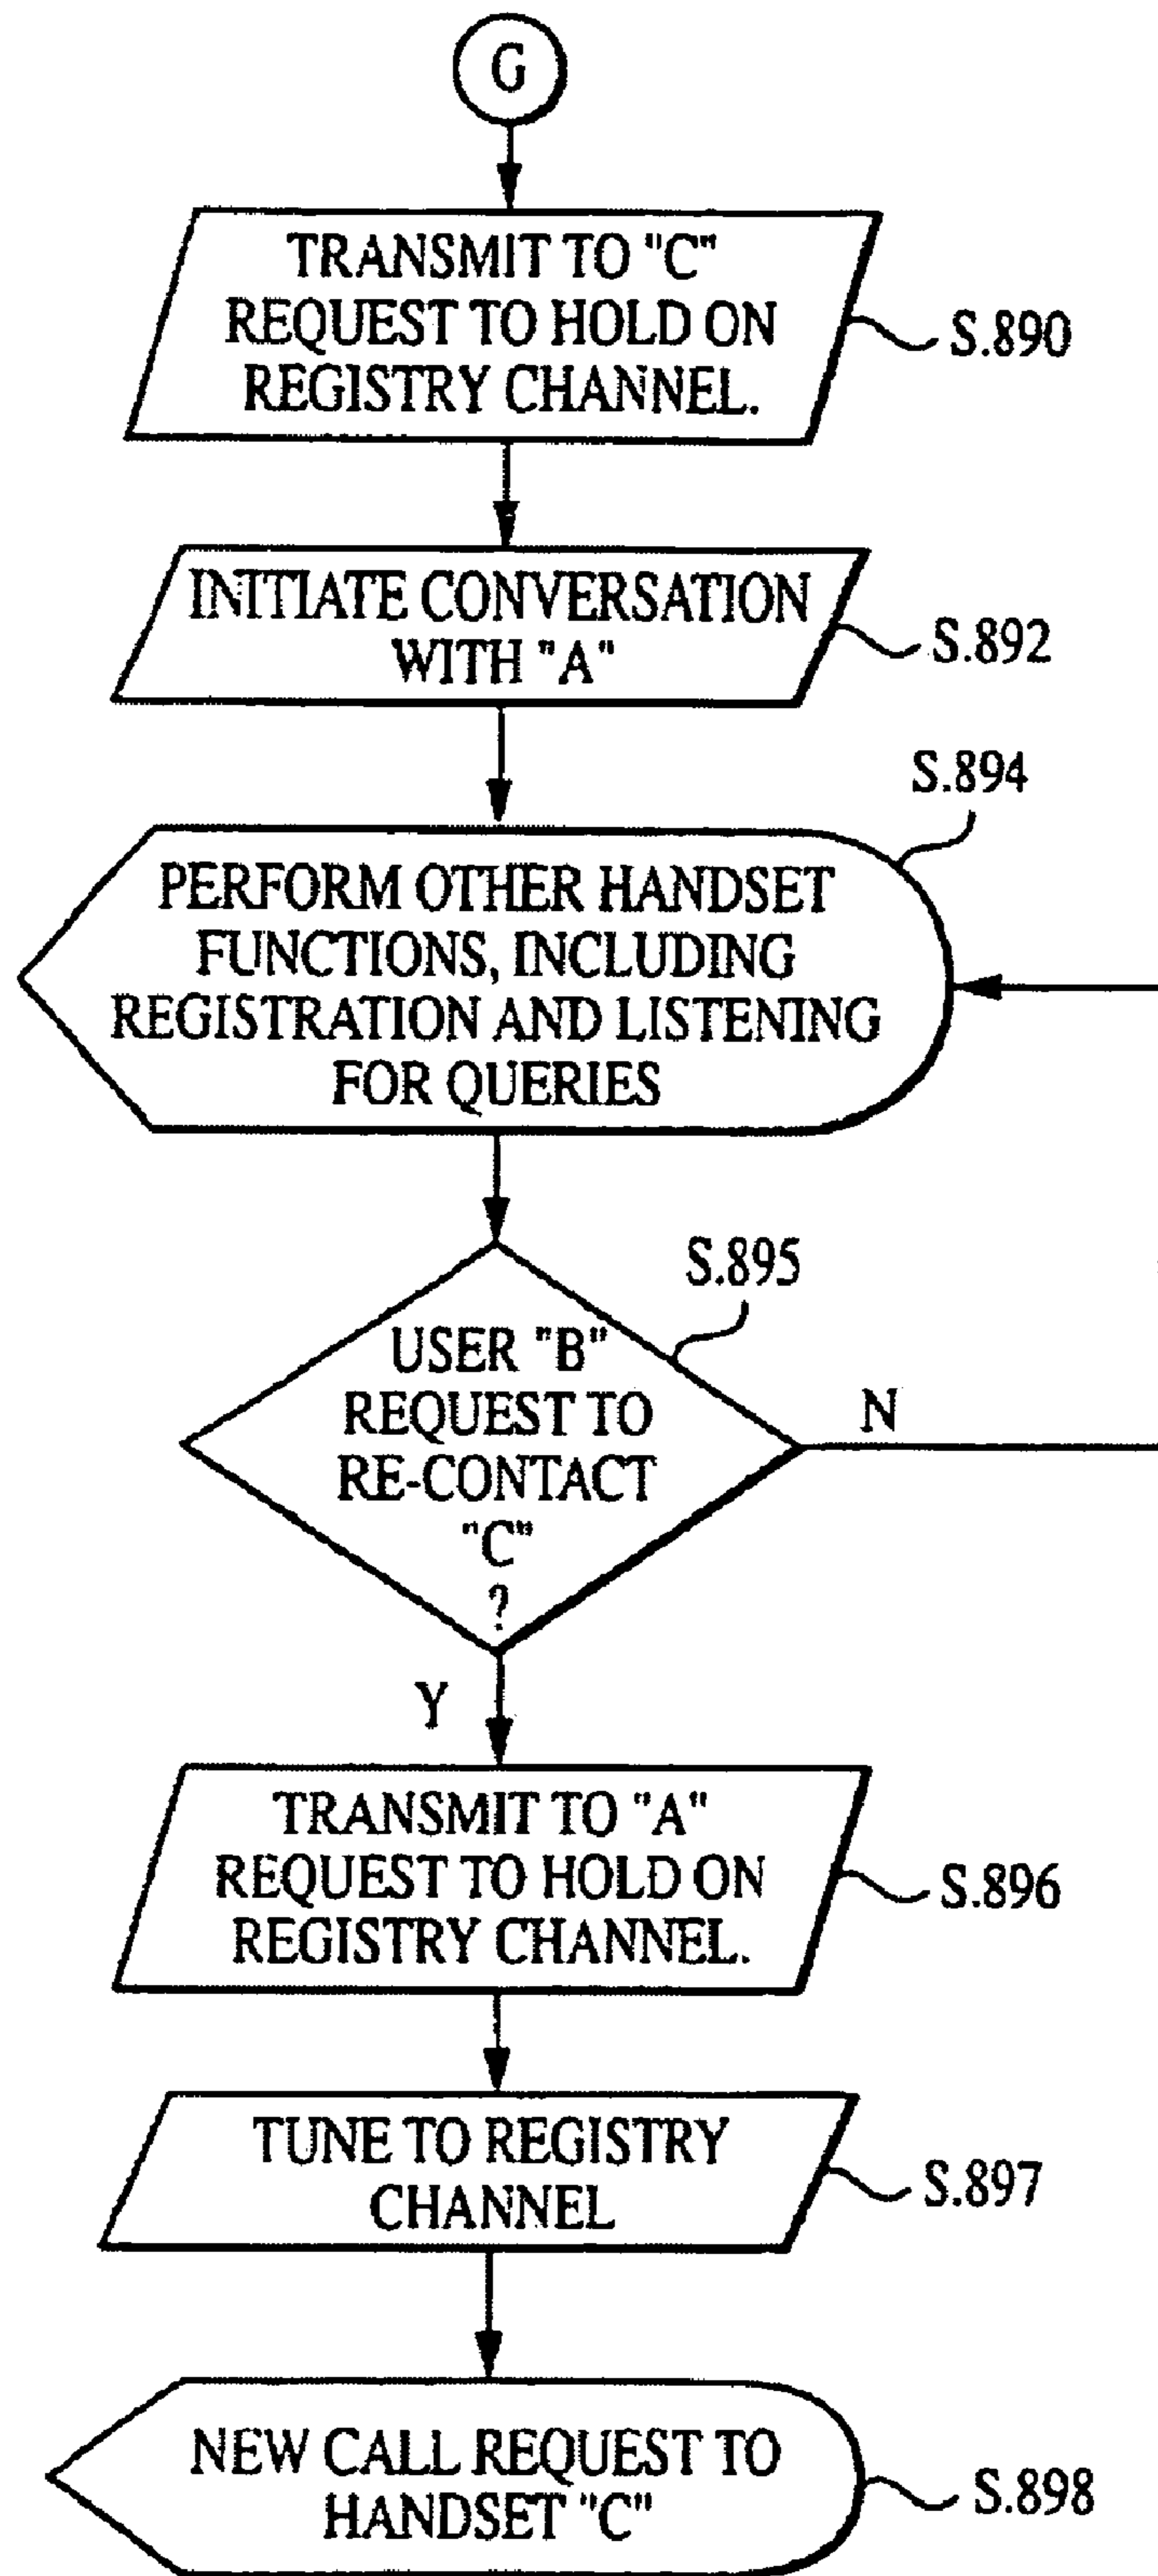 G
TRANSMIT TO "C"
REQUEST TO HOLD ON
REGISTRY CHANNEL.
S.890
INITIATE CONVERSATION
WITH "A"
S.892
S.894
PERFORM OTHER HANDSET
FUNCTIONS, INCLUDING
REGISTRATION AND LISTENING
FOR QUERIES
S.895
USER "B"
REQUEST TO
RE-CONTACT
"C"
?
N
Y
TRANSMIT TO "A"
REQUEST TO HOLD ON
REGISTRY CHANNEL.
S.896
TUNE TO REGISTRY
CHANNEL
S.897
NEW CALL REQUEST TO
HANDSET "C"
S.898